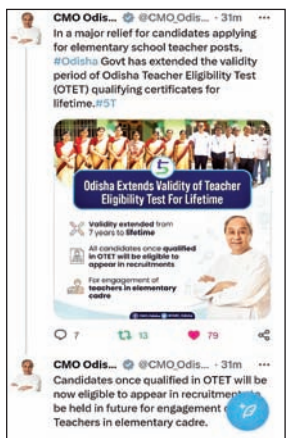 CMO Odis... @CMO_Odis... · 31m ...
In a major relief for candidates applying
for elementary school teacher posts,
#Odisha Govt has extended the validity
period of Odisha Teacher Eligibility Test
(OTET) qualifying certificates for
lifetime.#5T
5
Odisha Extends Validity of Teacher
Eligibility Test For Lifetime
Validity extended from
7 years to lifetime
All candidates once qualified
in OTET will be eligible to
appear in recruitments
For engagement of
teachers in elementary
cadre
7 13 79
CMO Odis... @CMO_Odis... · 31m ...
Candidates once qualified in OTET will be
now eligible to appear in recruitment
be held in future for engagement
Teachers in elementary cadre.